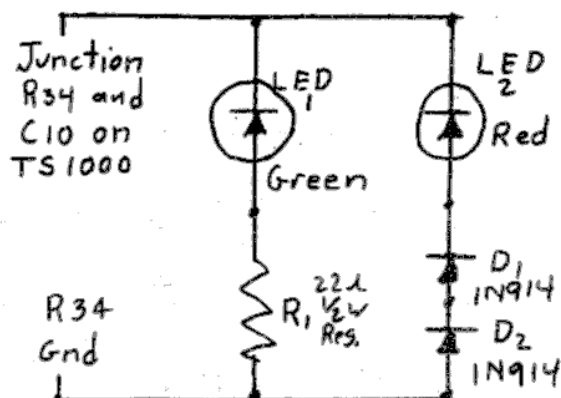 Junction
R34 and
C10 on
TS1000
LED
1
Green
LED
2
Red
R34
Gnd
R1
22Ω
1/2w
Res.
D1
1N914
D2
1N914